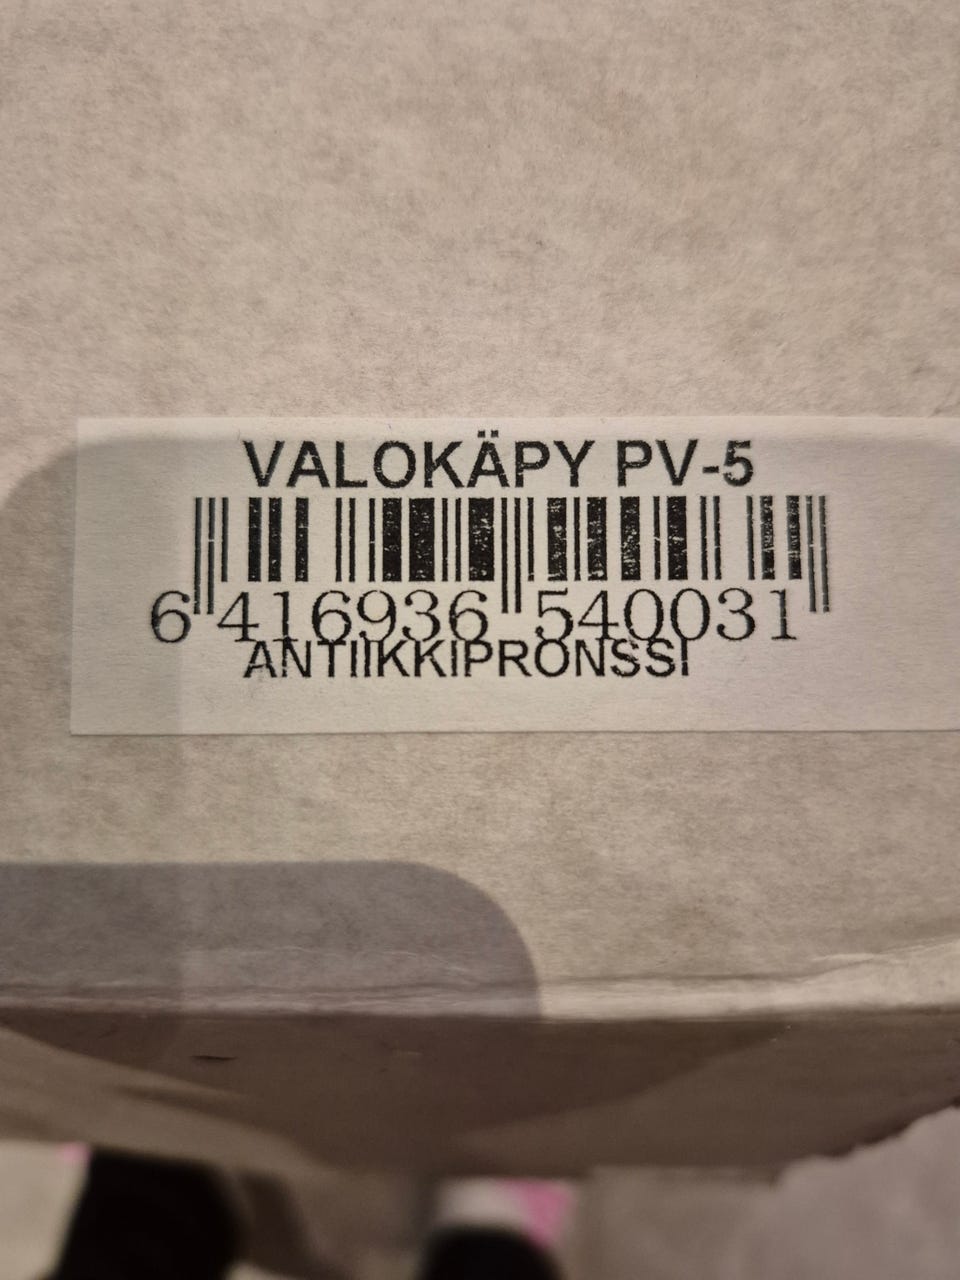 VALOKÄPY PV-5
6 416936 540031
ANTIIKKIPRONSSI